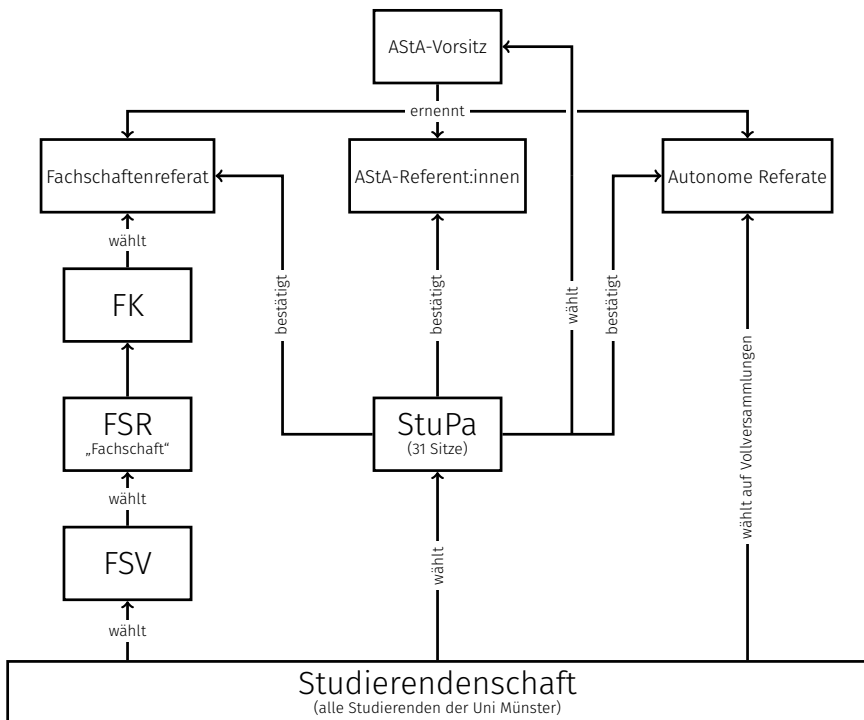 AStA-Vorsitz
ernennt
Fachschaftenreferat
AStA-Referent:innen
Autonome Referate
wählt
FK
bestätigt
bestätigt
wählt
bestätigt
FSR
„Fachschaft“
StuPa
(31 Sitze)
wählt auf Vollversammlungen
wählt
FSV
wählt
wählt
Studierendenschaft
(alle Studierenden der Uni Münster)